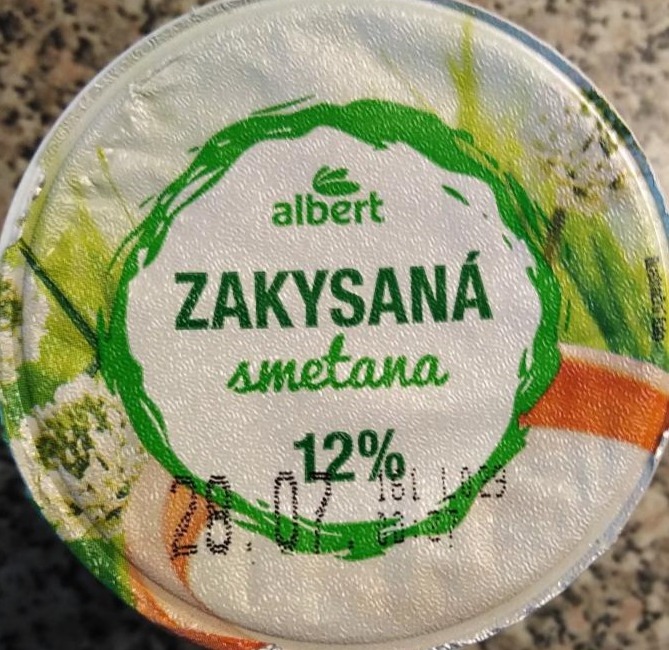 albert
ZAKYSANÁ
smetana
12%
28.07.